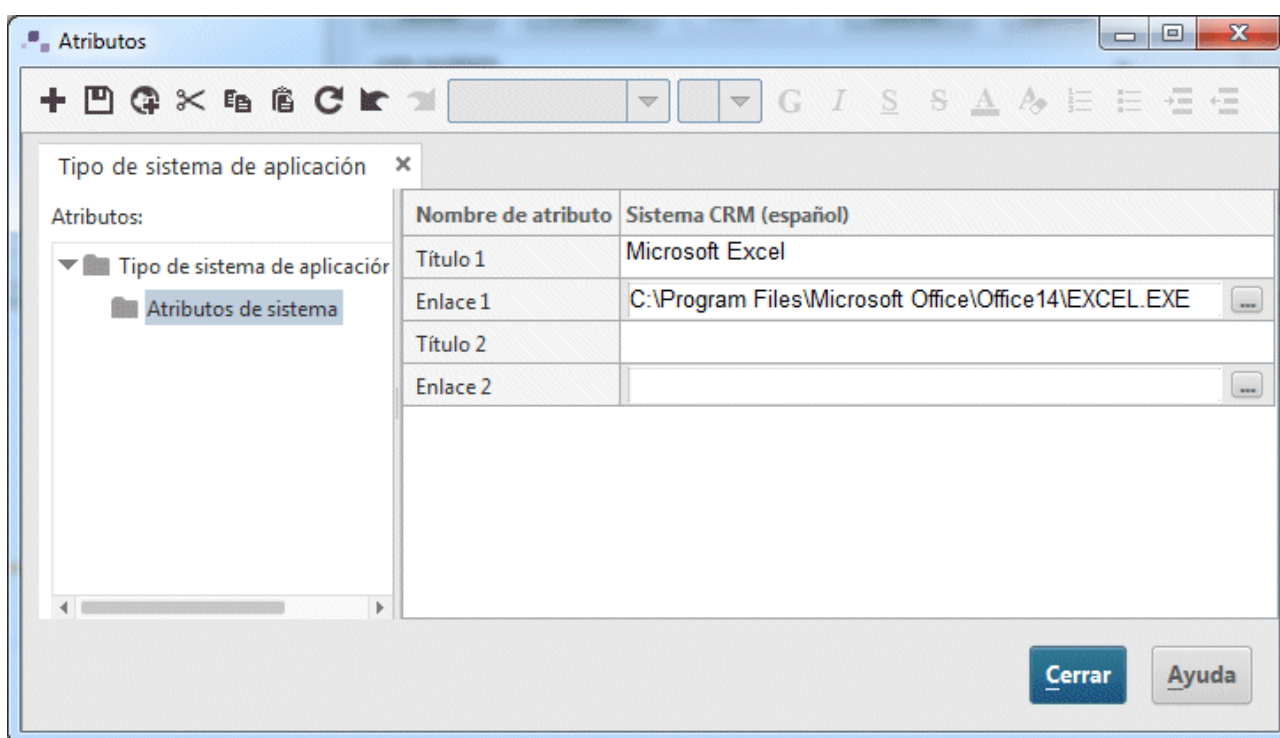 Atributos
G I S S A
Tipo de sistema de aplicación
Atributos:
Nombre de atributo Sistema CRM (español)
Tipo de sistema de aplicaciór
Título 1 Microsoft Excel
Atributos de sistema
Enlace 1 C:\Program Files\Microsoft Office\Office14\EXCEL.EXE ...
Título 2
Enlace 2 ...
Cerrar Ayuda